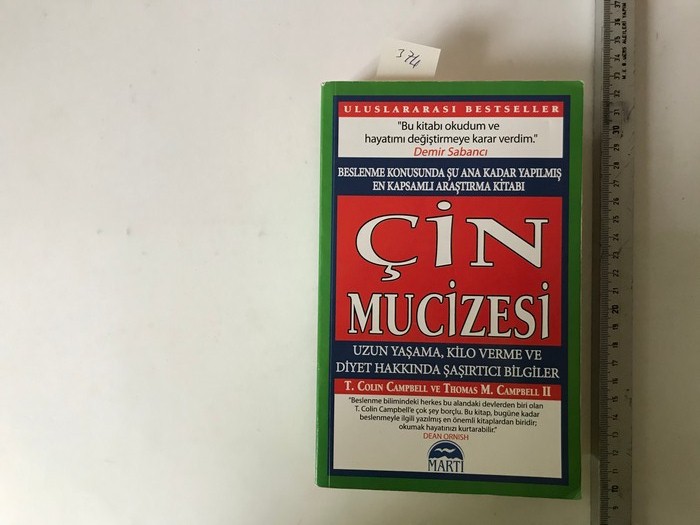 374
ULUSLARARASI BESTSELLER
"Bu kitabı okudum ve
hayatımı değiştirmeye karar verdim."
Demir Sabancı
BESLENME KONUSUNDA ŞU ANA KADAR YAPILMIŞ
EN KAPSAMLI ARAŞTIRMA KİTABI
ÇİN
MUCİZESİ
UZUN YAŞAMA, KİLO VERME VE
DİYET HAKKINDA ŞAŞIRTICI BİLGİLER
T. COLIN CAMPBELL VE THOMAS M. CAMPBELL II
"Beslenme bilimindeki herkes bu alandaki devlerden biri olan
T. Colin Campbell'e çok şey borçlu. Bu kitap, bugüne kadar
beslenmeyle ilgili yazılmış en önemli kitaplardan biridir;
okumak hayatınızı kurtarabilir."
DEAN ORNISH
MARTI